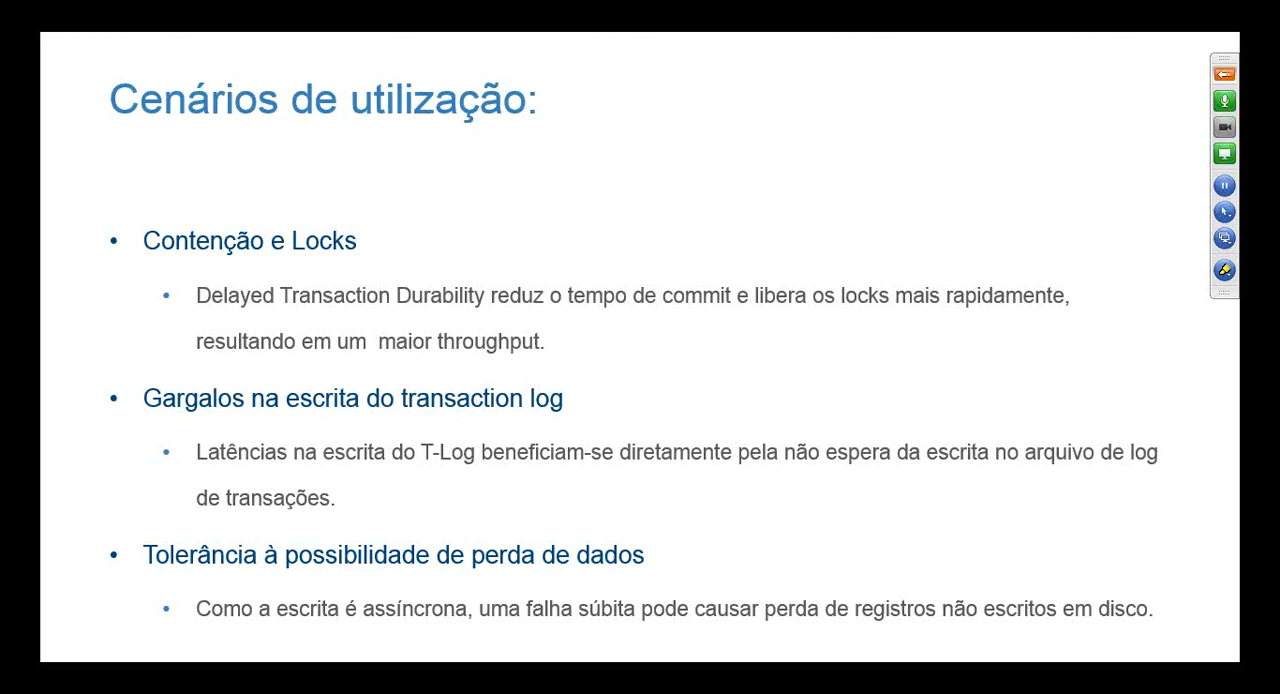 Cenários de utilização:
• Contenção e Locks
• Delayed Transaction Durability reduz o tempo de commit e libera os locks mais rapidamente,
resultando em um  maior throughput.
• Gargalos na escrita do transaction log
• Latências na escrita do T-Log beneficiam-se diretamente pela não espera da escrita no arquivo de log
de transações.
• Tolerância à possibilidade de perda de dados
• Como a escrita é assíncrona, uma falha súbita pode causar perda de registros não escritos em disco.